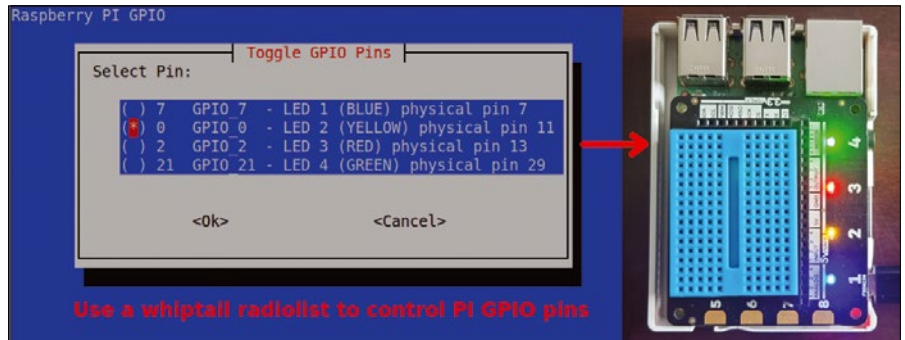 Raspberry PI GPIO
Toggle GPIO Pins
Select Pin:
( ) 7 GPIO_7 - LED 1 (BLUE) physical pin 7
(*) 0 GPIO_0 - LED 2 (YELLOW) physical pin 11
( ) 2 GPIO_2 - LED 3 (RED) physical pin 13
( ) 21 GPIO_21 - LED 4 (GREEN) physical pin 29
<Ok> <Cancel>
Use a whiptail radiolist to control PI GPIO pins
4
3
2
1
5 6 7 8